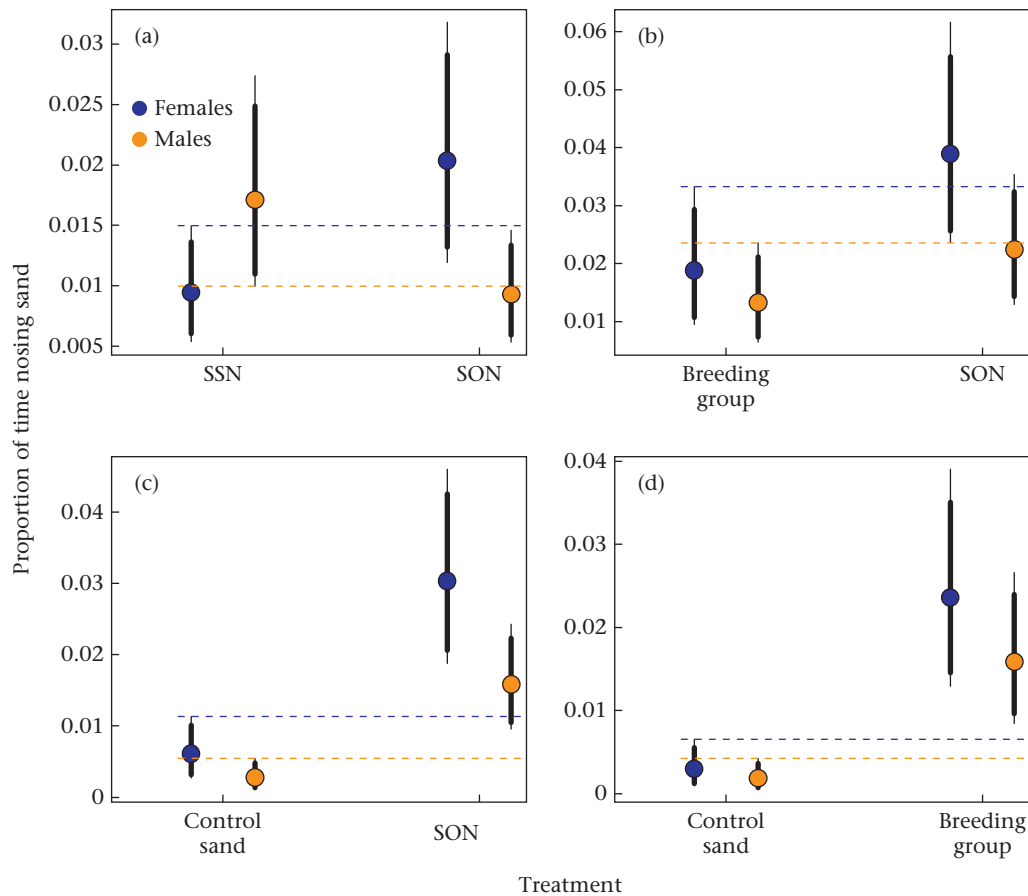 Proportion of time nosing sand
(a)
0.03
0.025
0.02
0.015
0.01
0.005
Females
Males
SSN
SON
(b)
0.06
0.05
0.04
0.03
0.02
0.01
Breeding
group
SON
(c)
0.04
0.03
0.02
0.01
0
Control
sand
SON
(d)
0.04
0.03
0.02
0.01
0
Control
sand
Breeding
group
Treatment